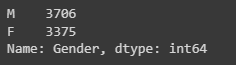 M    3706
F    3375
Name: Gender, dtype: int64